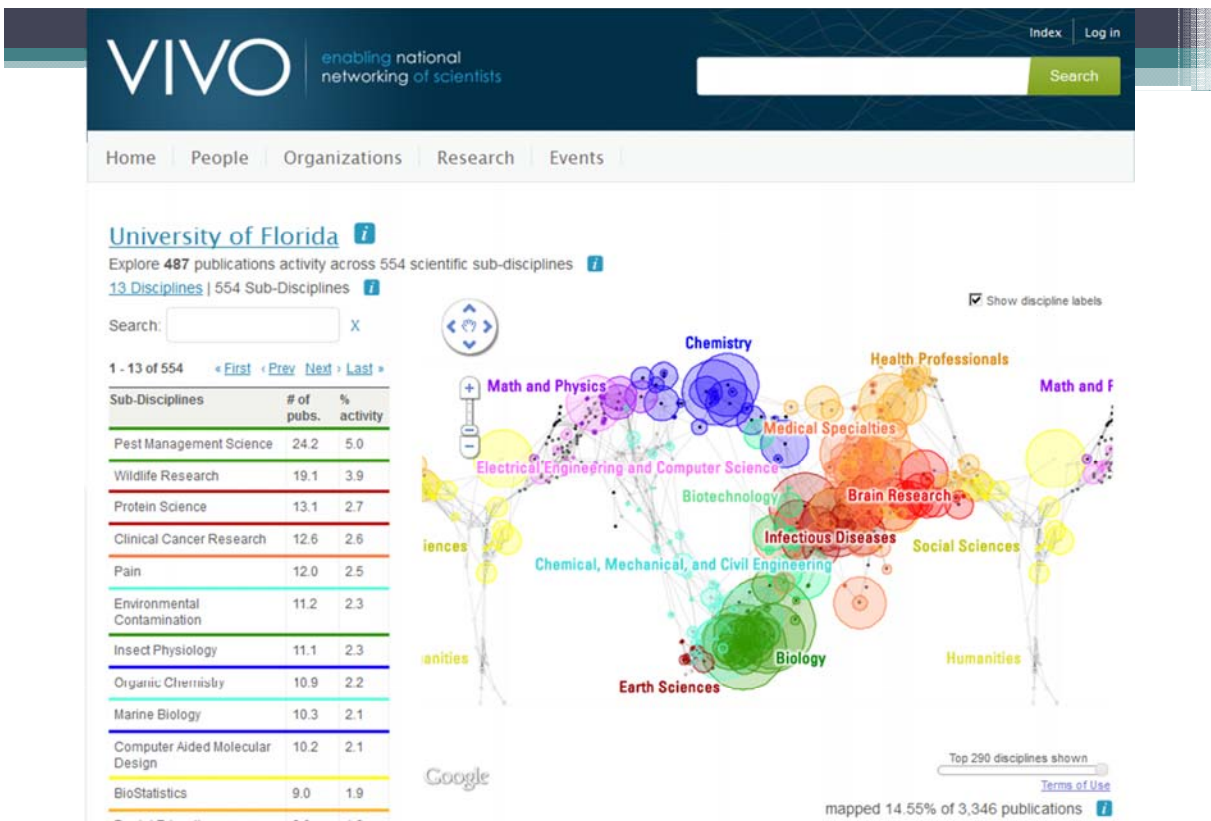 Index | Log in
VIVO
enabling national
networking of scientists
Search
Home People Organizations Research Events
University of Florida i
Explore 487 publications activity across 554 scientific sub-disciplines i
13 Disciplines | 554 Sub-Disciplines i
Search: X
1 - 13 of 554 « First ‹ Prev Next › Last »
Sub-Disciplines # of pubs. % activity
Pest Management Science 24.2 5.0
Wildlife Research 19.1 3.9
Protein Science 13.1 2.7
Clinical Cancer Research 12.6 2.6
Pain 12.0 2.5
Environmental Contamination 11.2 2.3
Insect Physiology 11.1 2.3
Organic Chemistry 10.9 2.2
Marine Biology 10.3 2.1
Computer Aided Molecular Design 10.2 2.1
BioStatistics 9.0 1.9
Show discipline labels
Chemistry
Health Professionals
Math and Physics
Math and F
Medical Specialties
Electrical Engineering and Computer Science
Biotechnology
Brain Research
Infectious Diseases
iences
Social Sciences
Chemical, Mechanical, and Civil Engineering
anities
Biology
Humanities
Earth Sciences
Google
Top 290 disciplines shown
Terms of Use
mapped 14.55% of 3,346 publications i